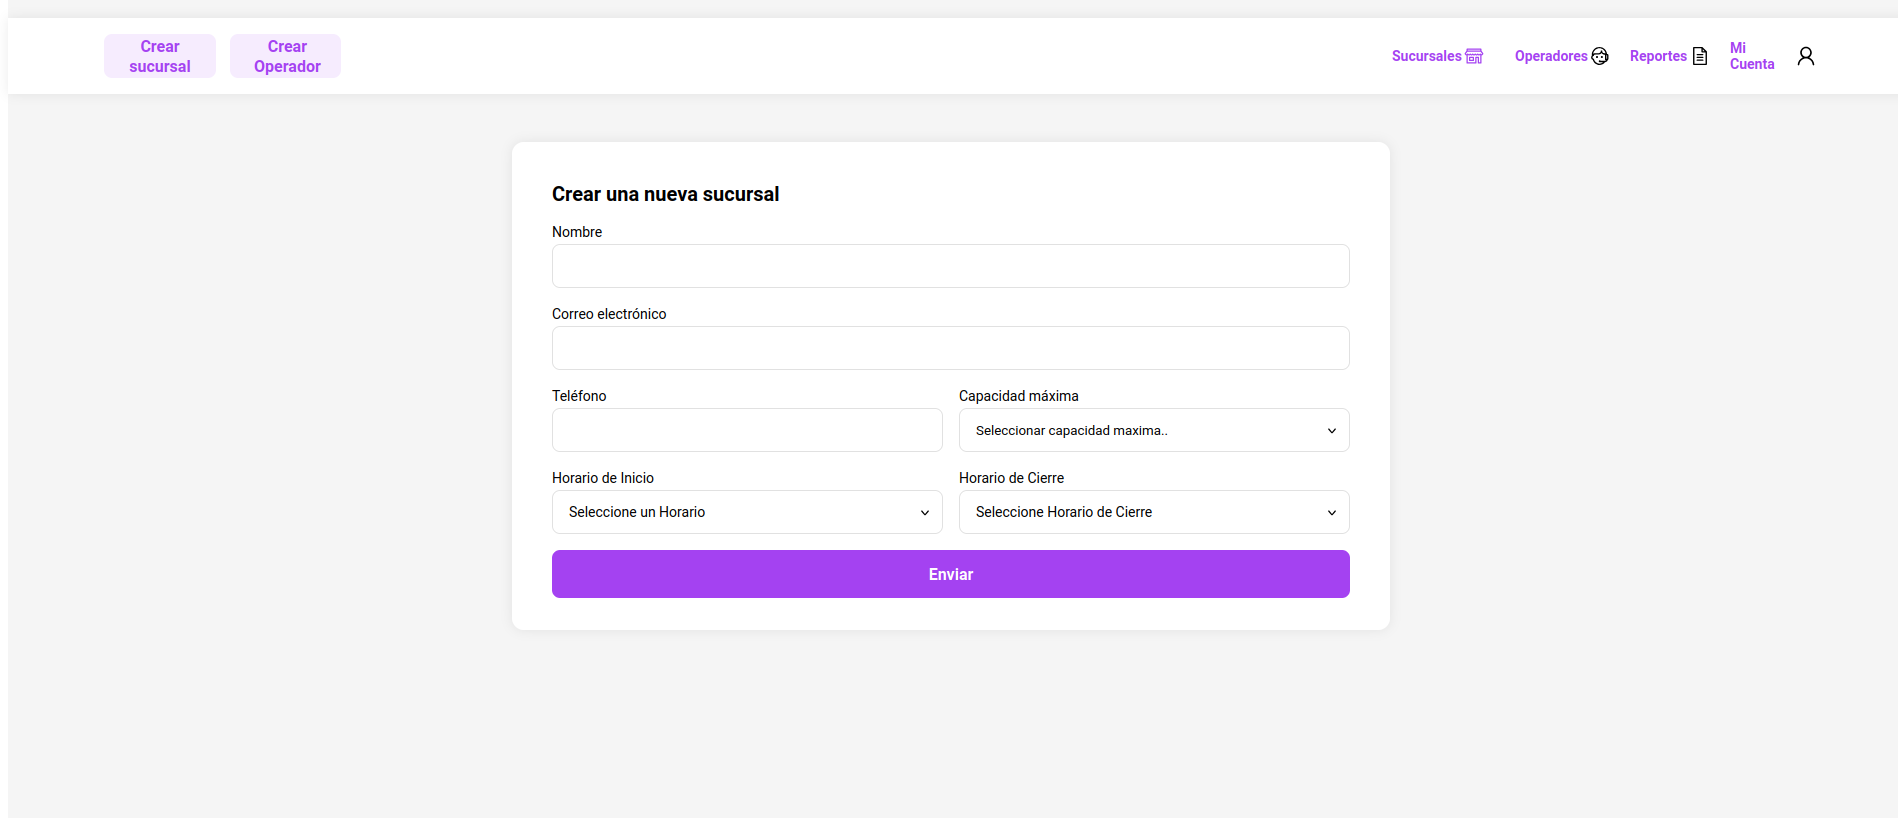 Crear
sucursal
Crear
Operador
Sucursales
Operadores
Reportes
Mi
Cuenta
Crear una nueva sucursal
Nombre
Correo electrónico
Teléfono
Capacidad máxima
Seleccionar capacidad maxima..
Horario de Inicio
Horario de Cierre
Seleccione un Horario
Seleccione Horario de Cierre
Enviar